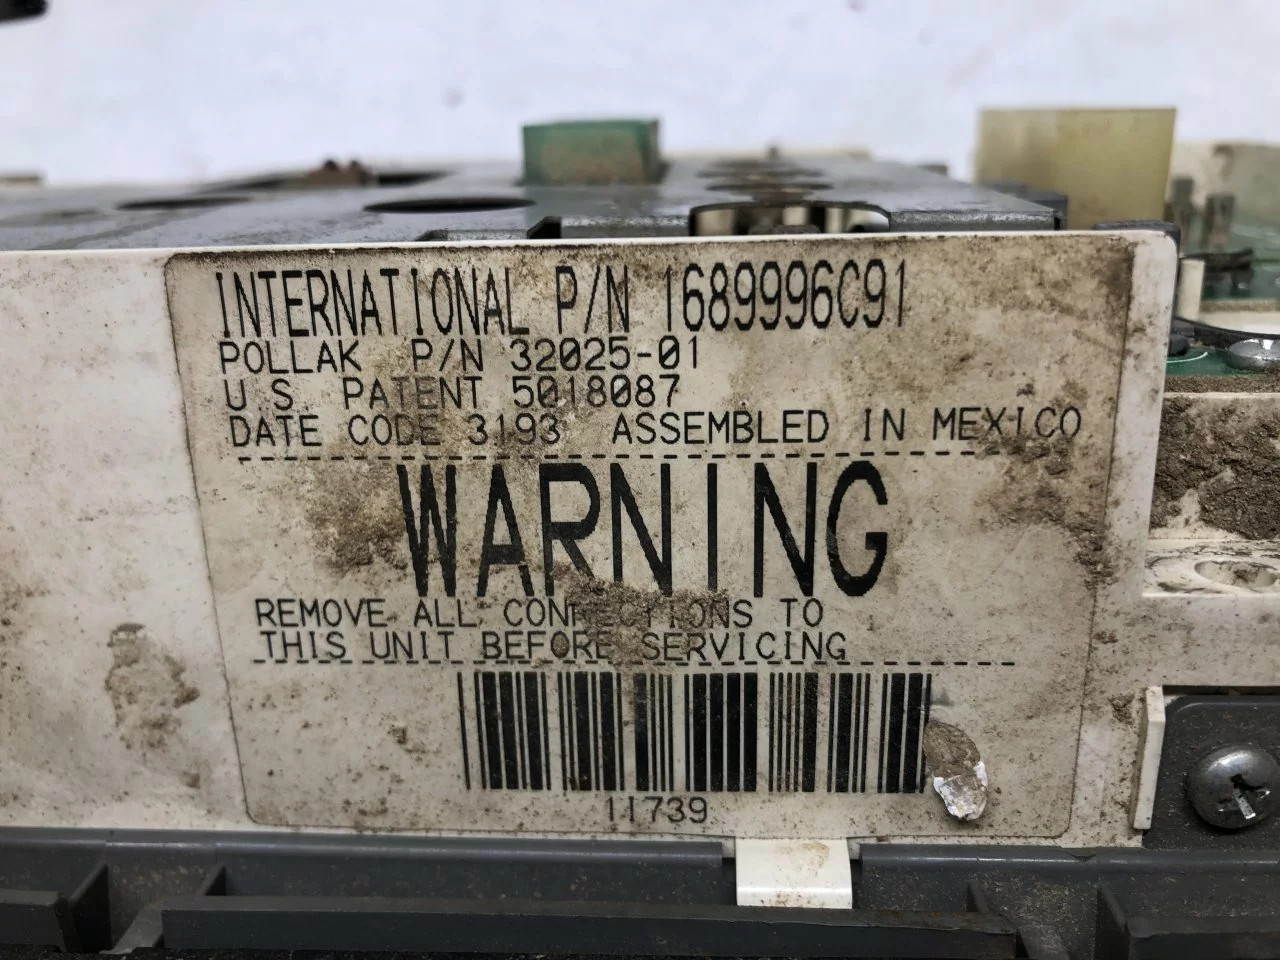 INTERNATIONAL P/N 1689996C91
POLLAK P/N 32025-01
U S PATENT 5018087
DATE CODE 3193 ASSEMBLED IN MEXICO
WARNING
REMOVE ALL CONNECTIONS TO
THIS UNIT BEFORE SERVICING
11739